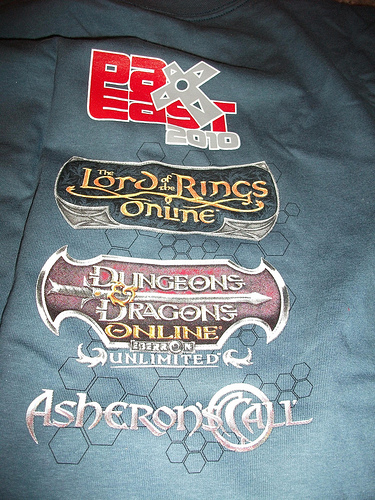 PAX
EAST
2010
The Lord of the Rings
Online
Dungeons
& Dragons
Online
Eberron
Unlimited
Asheron's Call